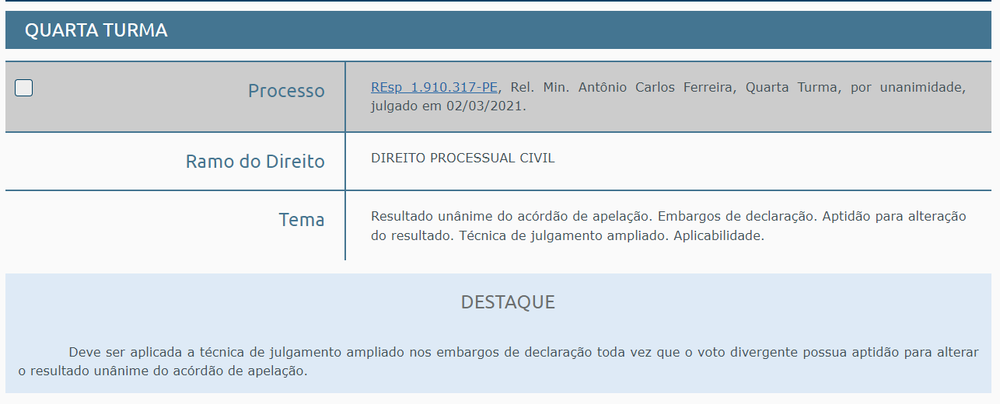 QUARTA TURMA
Processo
REsp 1.910.317-PE, Rel. Min. Antônio Carlos Ferreira, Quarta Turma, por unanimidade,
julgado em 02/03/2021.
Ramo do Direito
DIREITO PROCESSUAL CIVIL
Tema
Resultado unânime do acórdão de apelação. Embargos de declaração. Aptidão para alteração
do resultado. Técnica de julgamento ampliado. Aplicabilidade.
DESTAQUE
Deve ser aplicada a técnica de julgamento ampliado nos embargos de declaração toda vez que o voto divergente possua aptidão para alterar
o resultado unânime do acórdão de apelação.